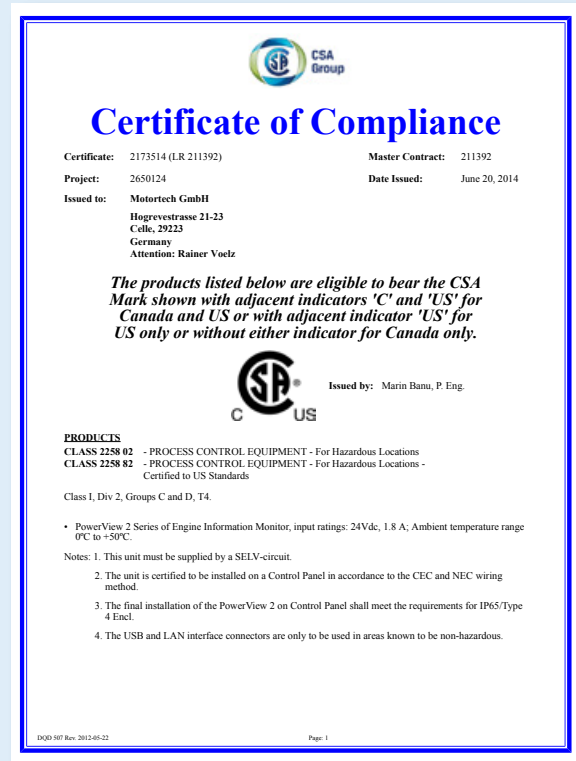 CSA
Group
Certificate of Compliance
Certificate: 2173514 (LR 211392) Master Contract: 211392
Project: 2650124 Date Issued: June 20, 2014
Issued to: Motortech GmbH
Hogrevestrasse 21-23
Celle, 29223
Germany
Attention: Rainer Voelz
The products listed below are eligible to bear the CSA
Mark shown with adjacent indicators 'C' and 'US' for
Canada and US or with adjacent indicator 'US' for
US only or without either indicator for Canada only.
CSA ®
C US
Issued by: Marin Banu, P. Eng.
PRODUCTS
CLASS 2258 02 - PROCESS CONTROL EQUIPMENT - For Hazardous Locations
CLASS 2258 82 - PROCESS CONTROL EQUIPMENT - For Hazardous Locations -
Certified to US Standards
Class I, Div 2, Groups C and D, T4.
• PowerView 2 Series of Engine Information Monitor, input ratings: 24Vdc, 1.8 A; Ambient temperature range
0ºC to +50ºC.
Notes: 1. This unit must be supplied by a SELV-circuit.
2. The unit is certified to be installed on a Control Panel in accordance to the CEC and NEC wiring
method.
3. The final installation of the PowerView 2 on Control Panel shall meet the requirements for IP65/Type
4 Encl.
4. The USB and LAN interface connectors are only to be used in areas known to be non-hazardous.
DQD 507 Rev. 2012-05-22 Page: 1